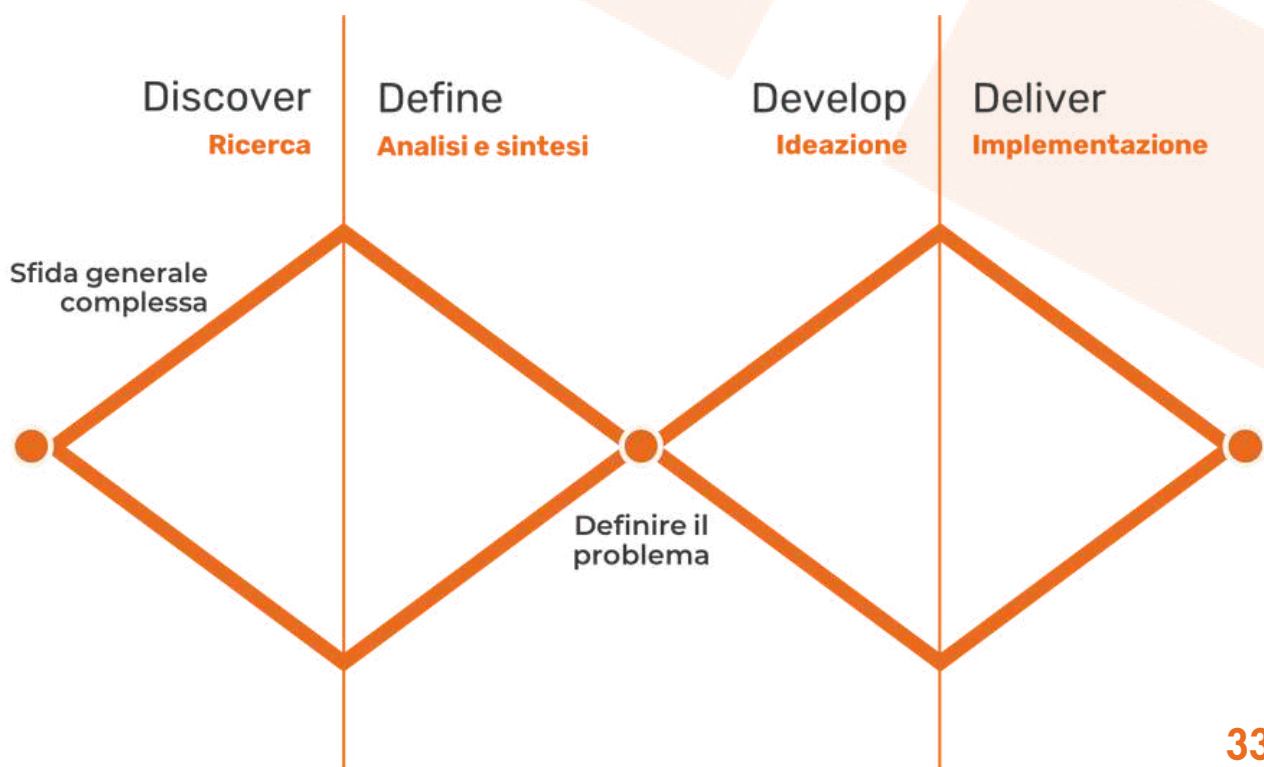 Discover
Ricerca
Define
Analisi e sintesi
Develop
Ideazione
Deliver
Implementazione
Sfida generale
complessa
Definire il
problema
33